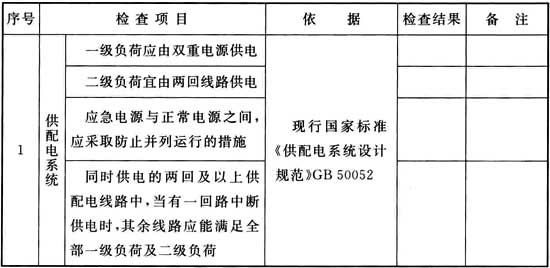 序号 检查项目 依据 检查结果 备注
1
供配电系统
一级负荷应由双重电源供电
二级负荷宜由两回线路供电
应急电源与正常电源之间，
应采取防止并列运行的措施
同时供电的两回及以上供
配电线路中，当有一回路中断
供电时，其余线路应能满足全
部一级负荷及二级负荷
现行国家标准
《供配电系统设计
规范》GB 50052